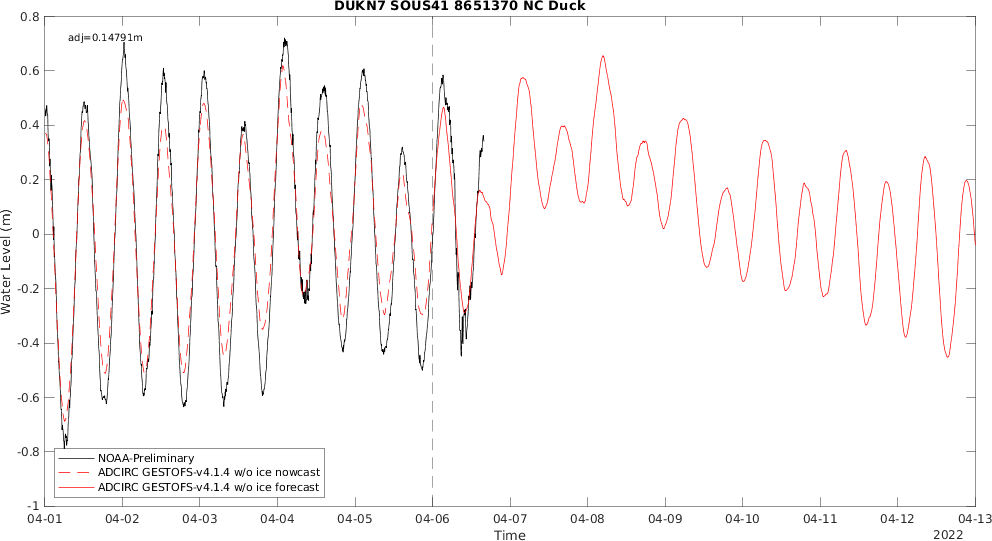 DUKN7 SOUS41 8651370 NC Duck
adj=0.14791m
0.8
0.6
0.4
0.2
0
-0.2
-0.4
-0.6
-0.8
-1
Water Level (m)
NOAA-Preliminary
ADCIRC GESTOFS-v4.1.4 w/o ice nowcast
ADCIRC GESTOFS-v4.1.4 w/o ice forecast
04-01 04-02 04-03 04-04 04-05 04-06 04-07 04-08 04-09 04-10 04-11 04-12 04-13
Time
2022